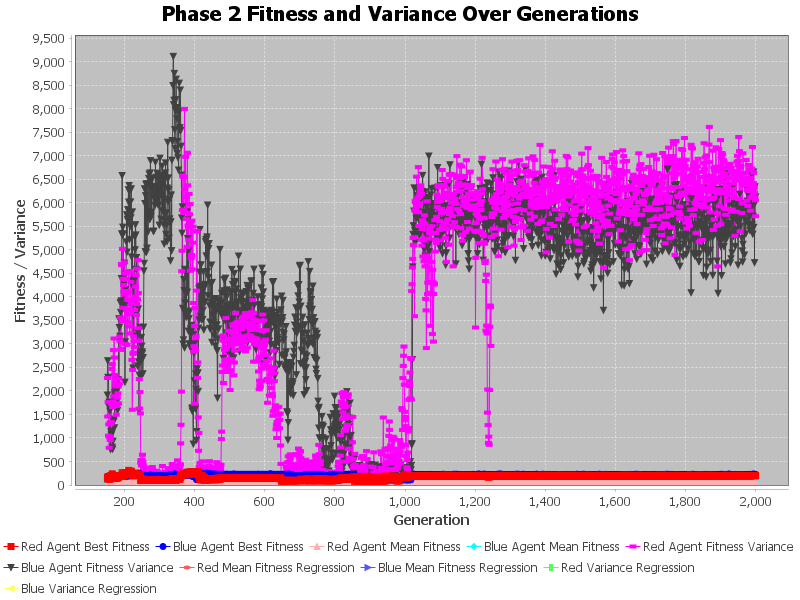 Phase 2 Fitness and Variance Over Generations
9,500
9,000
8,500
8,000
7,500
7,000
6,500
6,000
5,500
5,000
4,500
4,000
3,500
3,000
2,500
2,000
1,500
1,000
500
0
Fitness / Variance
200 400 600 800 1,000 1,200 1,400 1,600 1,800 2,000
Generation
Red Agent Best Fitness Blue Agent Best Fitness Red Agent Mean Fitness Blue Agent Mean Fitness Red Agent Fitness Variance
Blue Agent Fitness Variance Red Mean Fitness Regression Blue Mean Fitness Regression Red Variance Regression
Blue Variance Regression